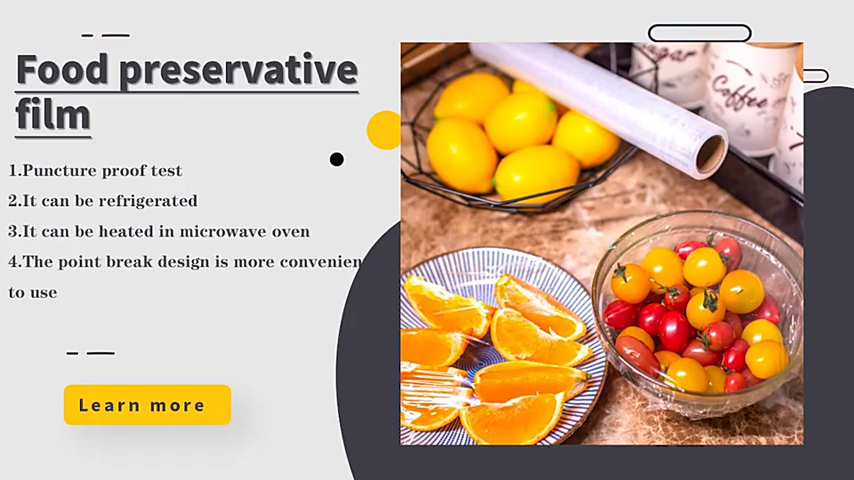 Food preservative
film
1.Puncture proof test
2.It can be refrigerated
3.It can be heated in microwave oven
4.The point break design is more convenien
to use
Learn more
sugar
Coffee